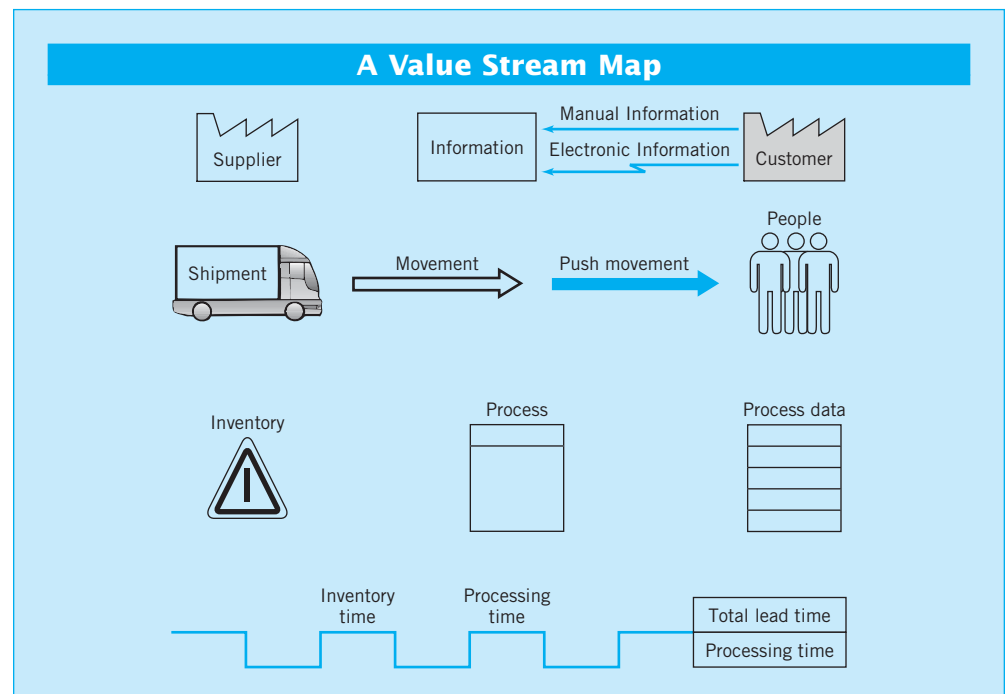 A Value Stream Map
Manual Information
Supplier
Information
Electronic Information
Customer
People
Shipment
Movement
Push movement
Inventory
Process
Process data
Inventory
time
Processing
time
Total lead time
Processing time